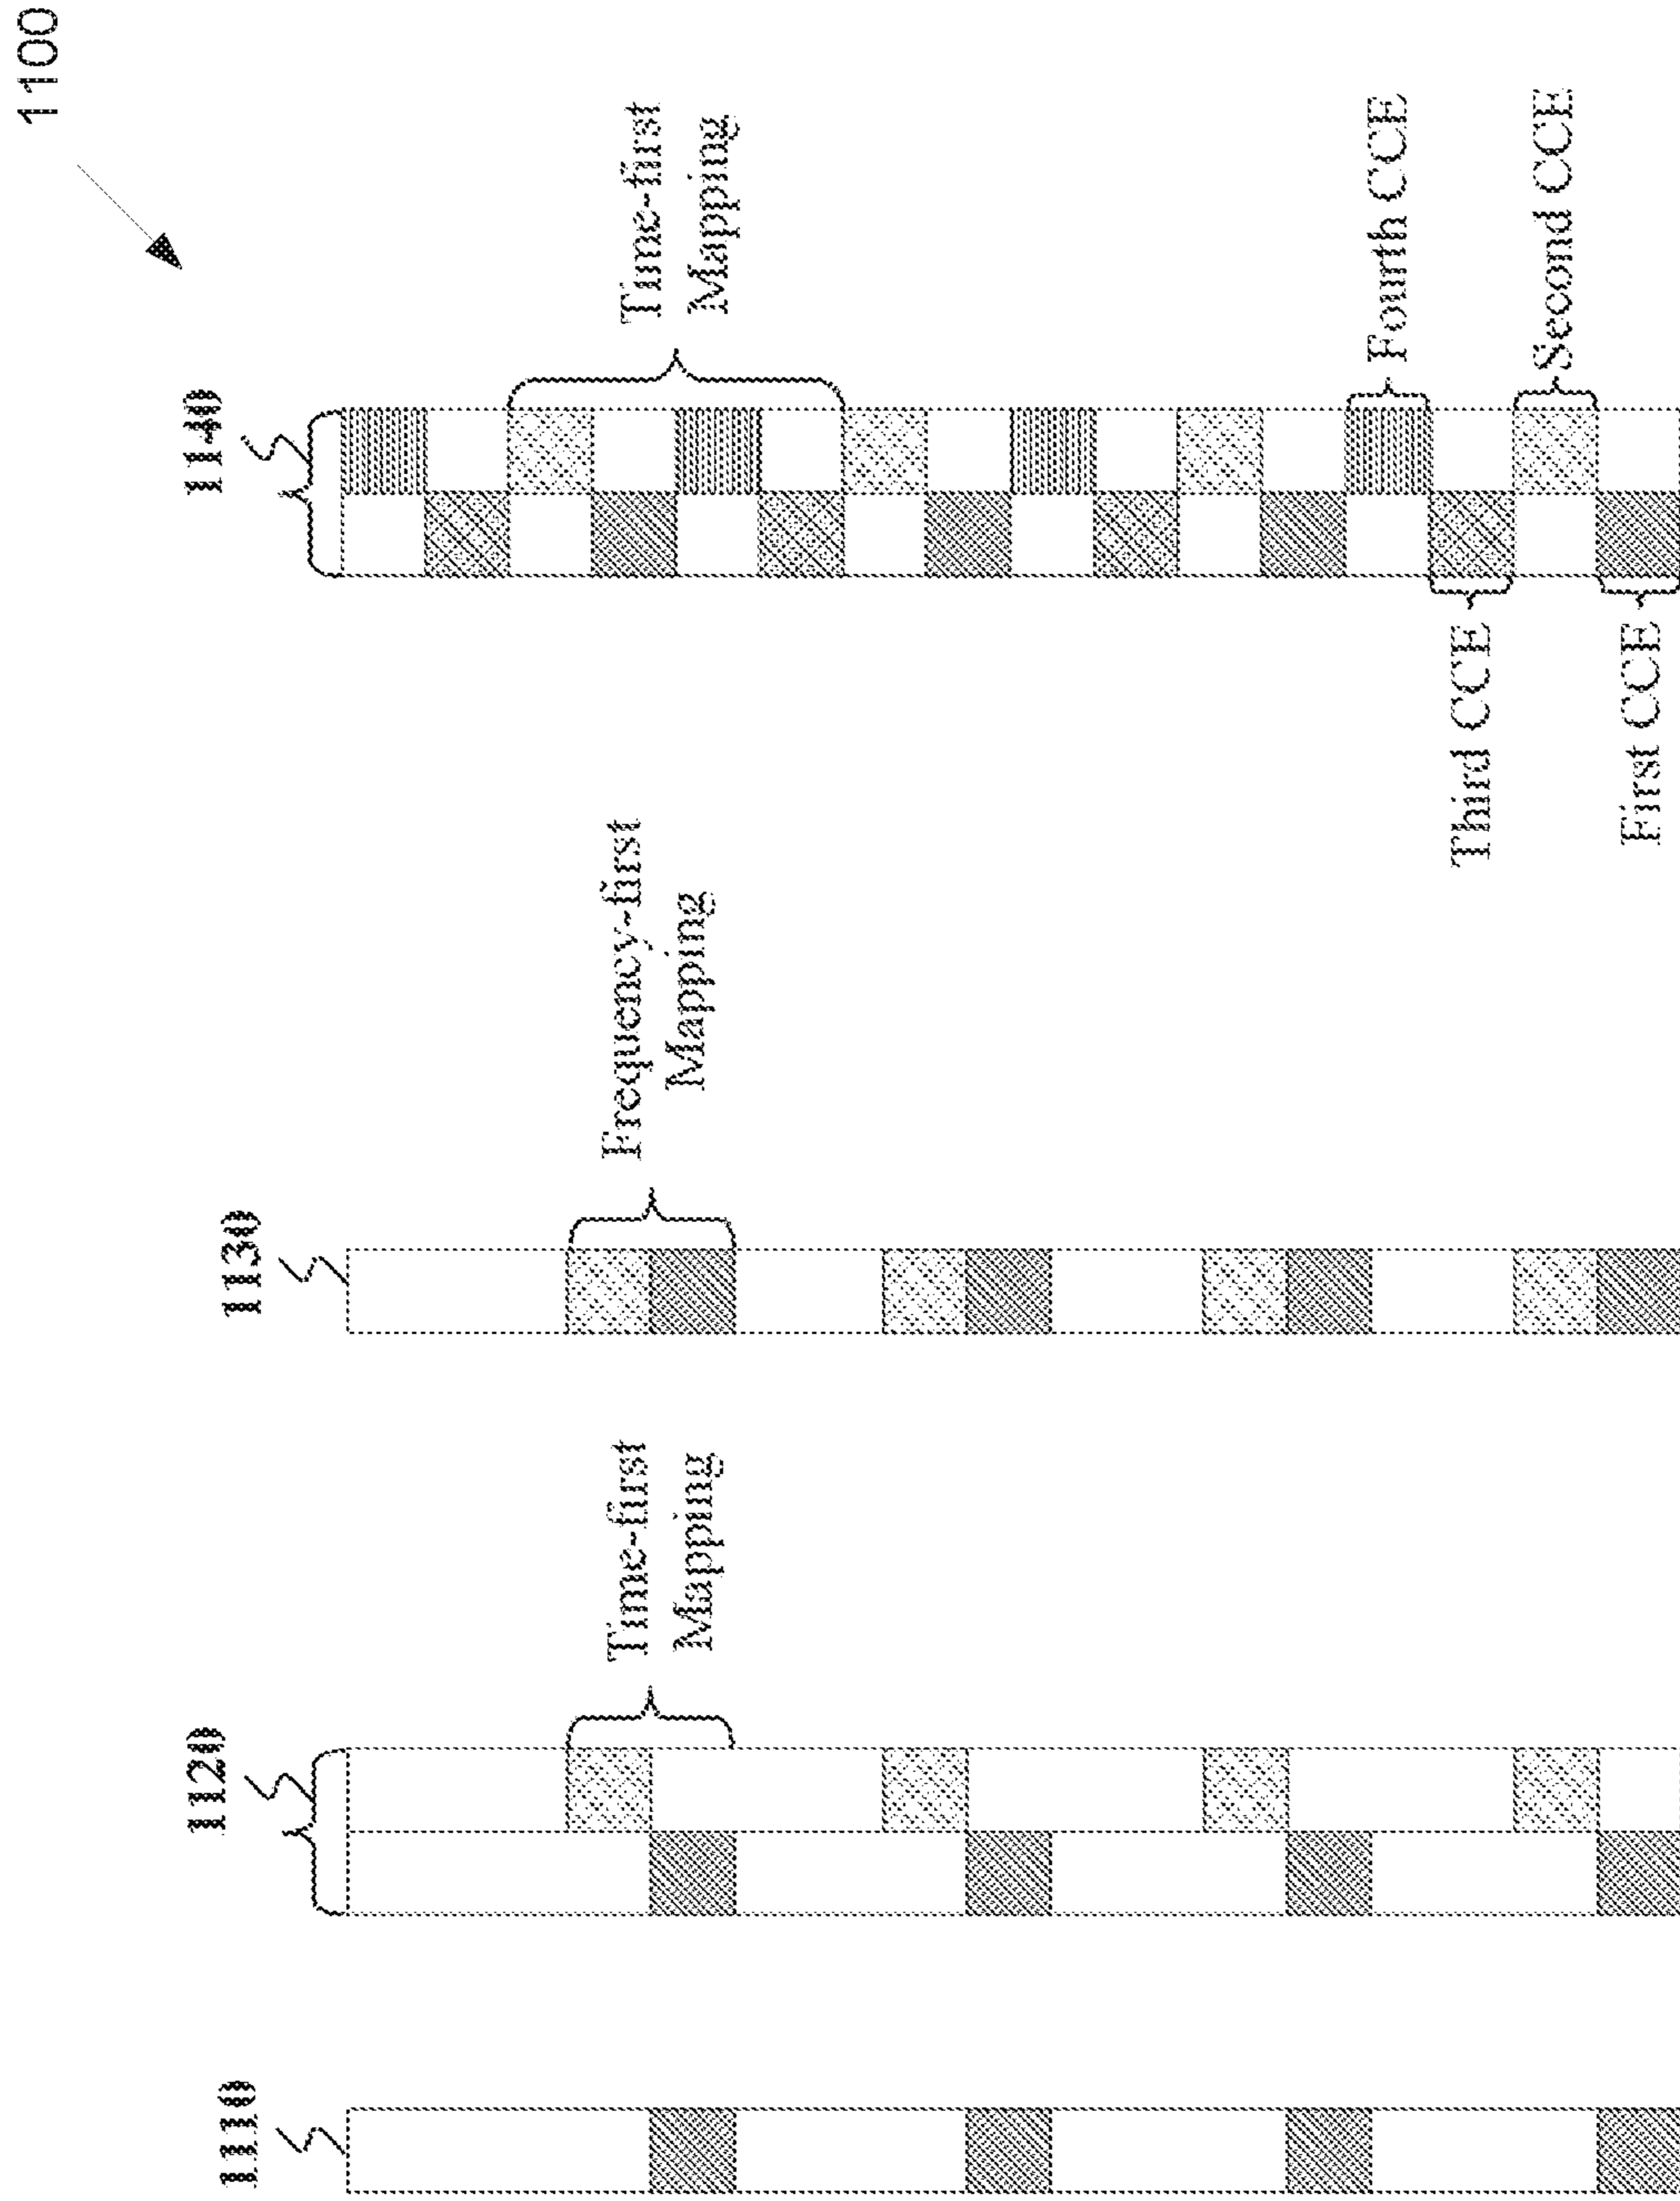 1100
1110
1120
Time-first
Mapping
1130
Frequency-first
Mapping
1140
Time-first
Mapping
Third CCE
First CCE
Fourth CCE
Second CCE